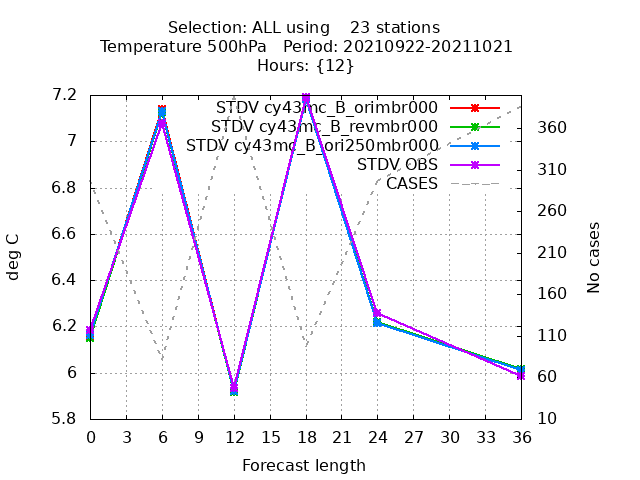 Selection: ALL using    23 stations
Temperature 500hPa   Period: 20210922-20211021
Hours: {12}
STDV cy43mc_B_orimbr000
STDV cy43mc_B_revmbr000
STDV cy43mc_B_ori250mbr000
STDV OBS
CASES
7.2
7
6.8
6.6
6.4
6.2
6
5.8
deg C
360
310
260
210
160
110
60
10
No cases
0 3 6 9 12 15 18 21 24 27 30 33 36
Forecast length